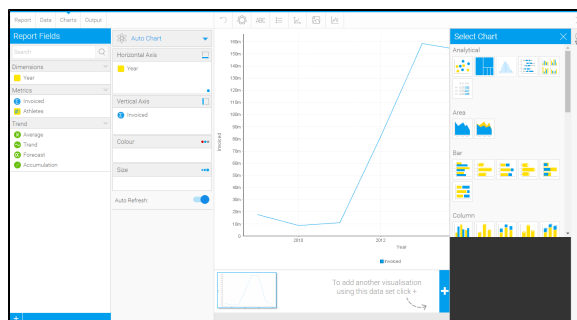 Report Data Charts Output
Report Fields
Search
Dimensions
Year
Metrics
Invoiced
Athletes
Trend
Average
Trend
Forecast
Accumulation
Auto Chart
Horizontal Axis
Year
Vertical Axis
Invoiced
Colour
Size
Auto Refresh
ABC
160m
150m
140m
130m
120m
110m
100m
90m
80m
70m
60m
50m
40m
30m
20m
10m
0
Invoiced
2010
2012
Year
Invoiced
To add another visualisation
using this data set click +
Select Chart
Analytical
Area
Bar
Column